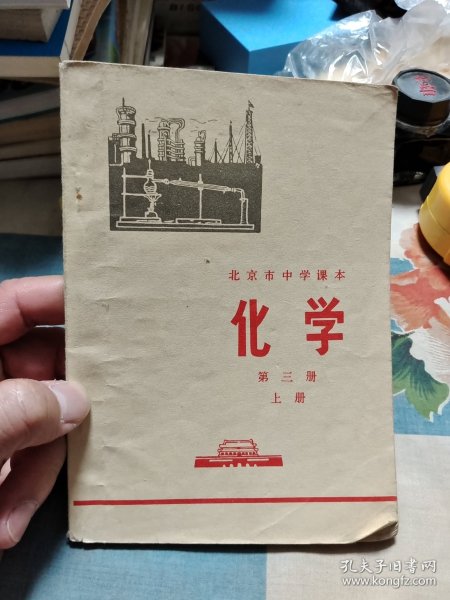 北京市中学课本
化学
第三册
上册
孔夫子旧书网
www.kongfz.com